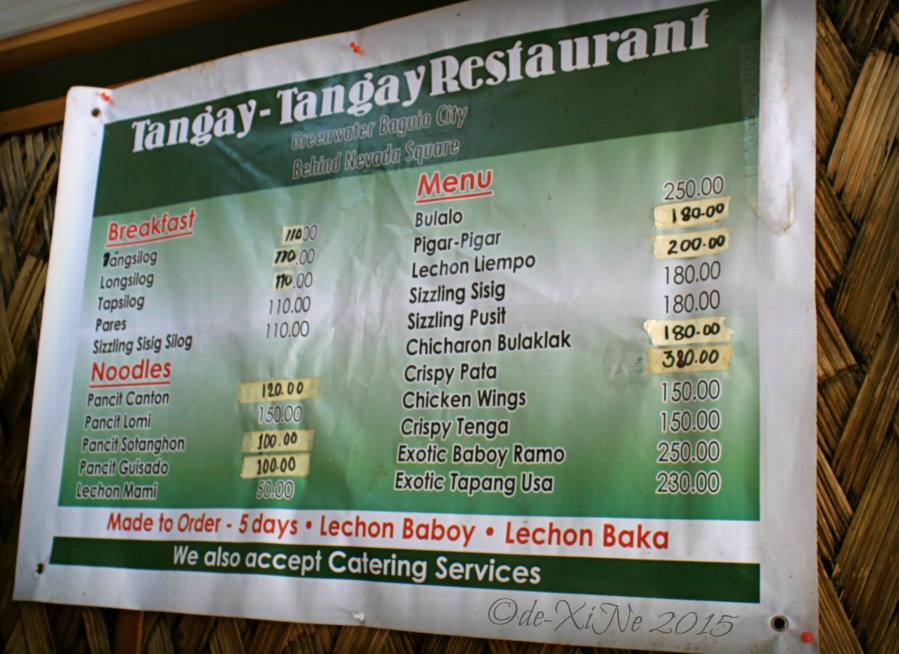 Tangay-Tangay Restaurant
Greenwater Baguio City
Behind Nevada Square
Breakfast
Tangsilog 110.00
Longsilog 110.00
Tapsilog 110.00
Pares 110.00
Sizzling Sisig Silog 110.00
Noodles
Pancit Canton 120.00
Pancit Lomi 150.00
Pancit Sotanghon 100.00
Pancit Guisado 100.00
Lechon Mami 50.00
Menu
Bulalo 250.00
Pigar-Pigar 180.00
Lechon Liempo 200.00
Sizzling Sisig 180.00
Sizzling Pusit 180.00
Chicharon Bulaklak 180.00
Crispy Pata 380.00
Chicken Wings 150.00
Crispy Tenga 150.00
Exotic Baboy Ramo 250.00
Exotic Tapang Usa 230.00
Made to Order - 5 days • Lechon Baboy • Lechon Baka
We also accept Catering Services
©de-XiNe 2015